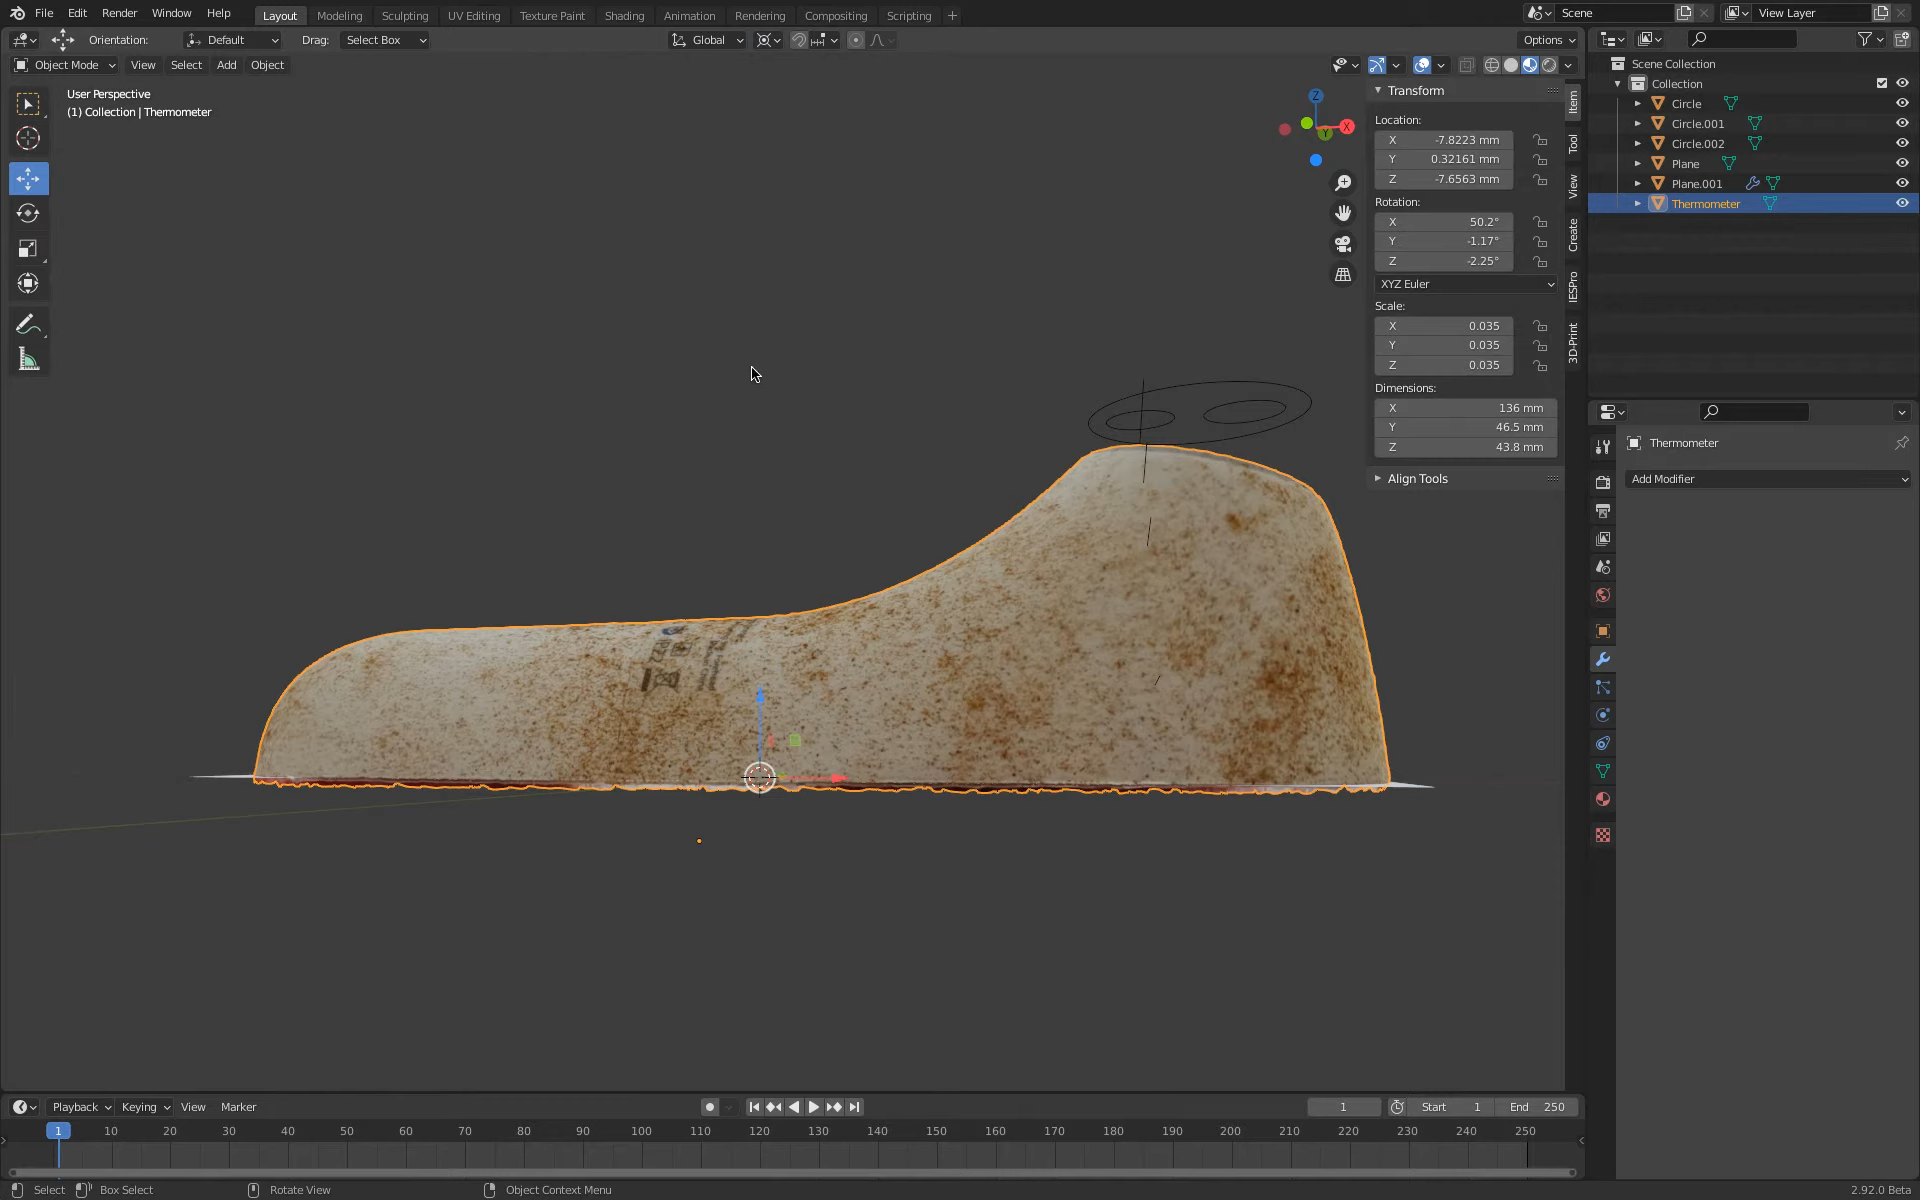 File Edit Render Window Help Layout Modeling Sculpting UV Editing Texture Paint Shading Animation Rendering Compositing Scripting + Scene View Layer
Orientation: Default Drag: Select Box Global Options
Object Mode View Select Add Object
User Perspective
(1) Collection | Thermometer
Z
X
Y
Transform
Location:
X -7.8223 mm
Y 0.32161 mm
Z -7.6563 mm
Rotation:
X 50.2°
Y -1.17°
Z -2.25°
XYZ Euler
Scale:
X 0.035
Y 0.035
Z 0.035
Dimensions:
X 136 mm
Y 46.5 mm
Z 43.8 mm
Align Tools
Item
Tool
View
Create
IESPro
3D-Print
Scene Collection
Collection
Circle
Circle.001
Circle.002
Plane
Plane.001
Thermometer
Thermometer
Add Modifier
Playback Keying View Marker 1 Start 1 End 250
1 10 20 30 40 50 60 70 80 90 100 110 120 130 140 150 160 170 180 190 200 210 220 230 240 250
Select Box Select Rotate View Object Context Menu 2.92.0 Beta